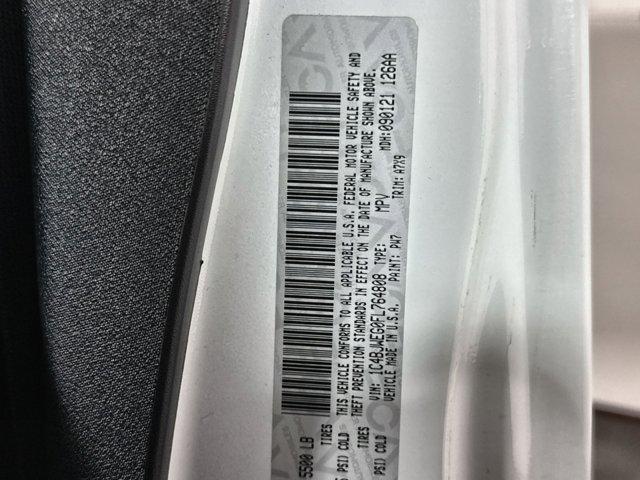 5500 LB
TIRES
PSI) COLD THIS VEHICLE CONFORMS TO ALL APPLICABLE U.S.A. FEDERAL MOTOR VEHICLE SAFETY AND
THEFT PREVENTION STANDARDS IN EFFECT ON THE DATE OF MANUFACTURE SHOWN ABOVE.
TIRES VIN: 1C4BJWEG0FL764808 TYPE: MPV MDH:090121 126AA
PSI) COLD VEHICLE MADE IN U.S.A. PAINT: PW7 TRIM: A7X9